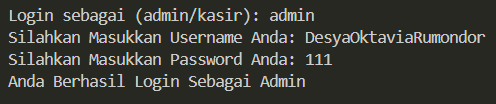 Login sebagai (admin/kasir): admin
Silahkan Masukkan Username Anda: DesyaOktaviaRumondor
Silahkan Masukkan Password Anda: 111
Anda Berhasil Login Sebagai Admin